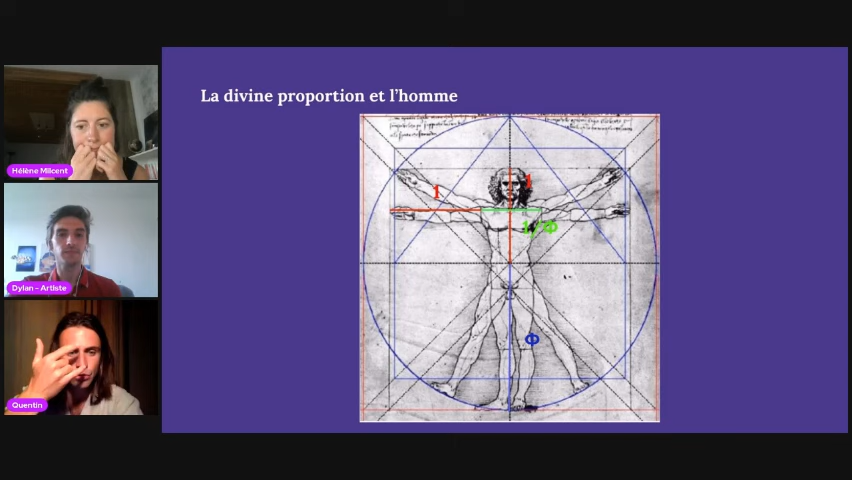 La divine proportion et l'homme
Hélène Milcent
Dylan - Artiste
Quentin
1
1
1/Φ
Φ